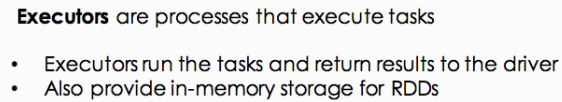 Executors are processes that execute tasks
• Executors run the tasks and return results to the driver
• Also provide in-memory storage for RDDs